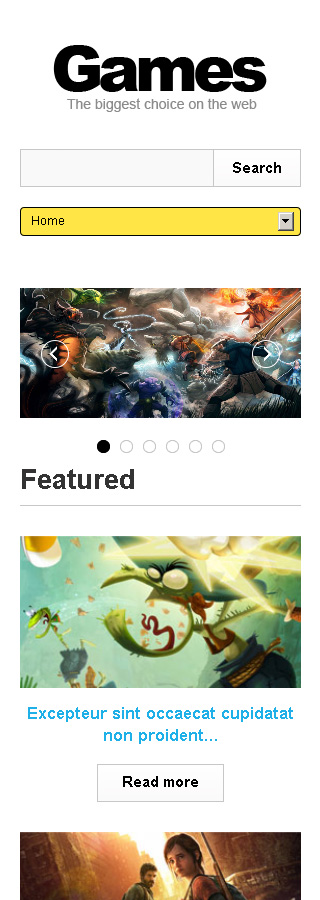 Games
The biggest choice on the web
Search
Home
Featured
Excepteur sint occaecat cupidatat
non proident...
Read more